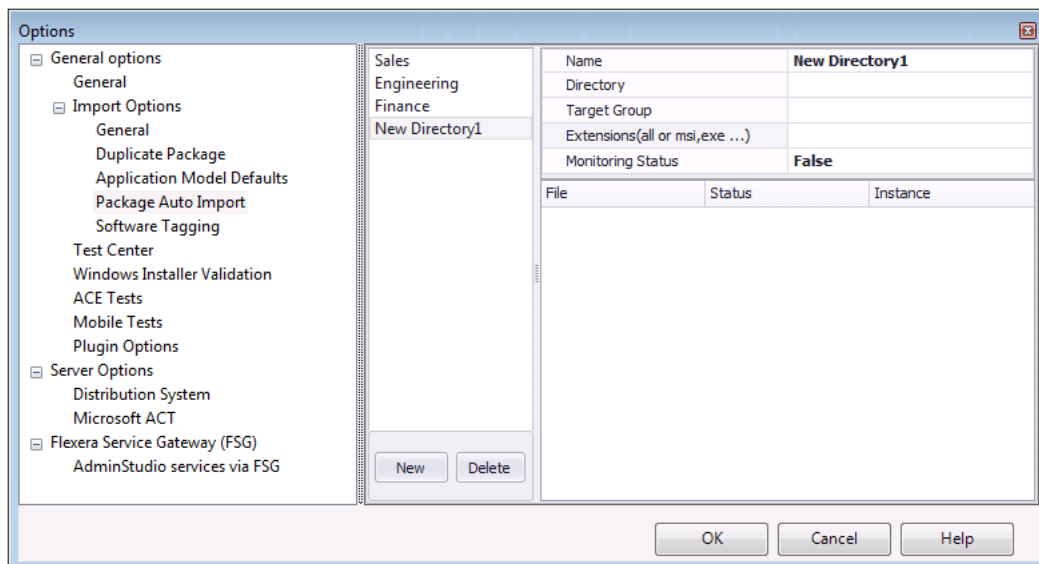 Options
General options
General
Import Options
General
Duplicate Package
Application Model Defaults
Package Auto Import
Software Tagging
Test Center
Windows Installer Validation
ACE Tests
Mobile Tests
Plugin Options
Server Options
Distribution System
Microsoft ACT
Flexera Service Gateway (FSG)
AdminStudio services via FSG
Sales
Engineering
Finance
New Directory1
New Delete
Name New Directory1
Directory
Target Group
Extensions(all or msi,exe ...)
Monitoring Status False
File Status Instance
OK Cancel Help